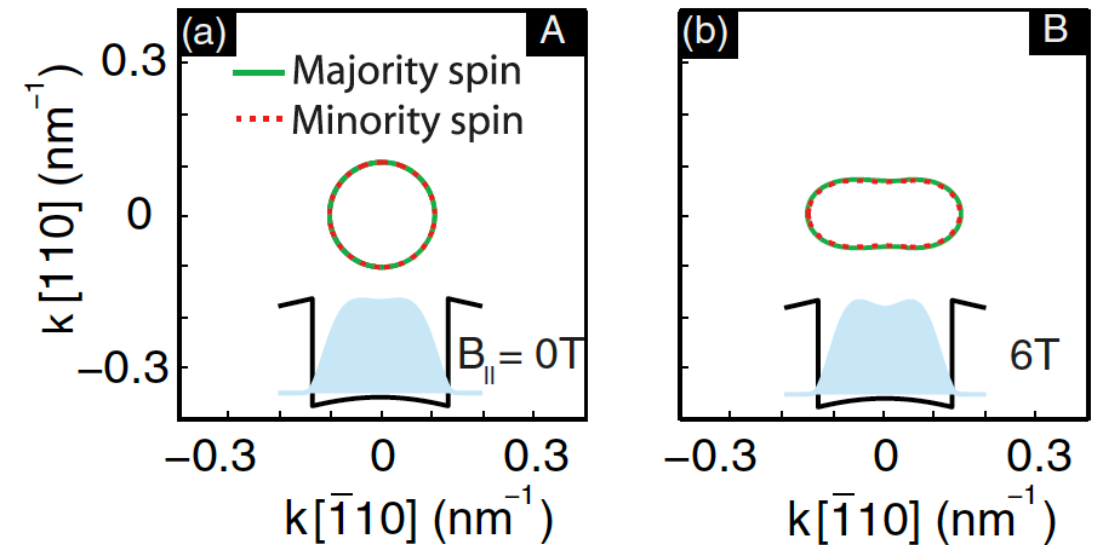 (a) A
Majority spin
Minority spin
B∥= 0T
k [110] (nm⁻¹)
0.3
0
−0.3
−0.3 0 0.3
k [1̅10] (nm⁻¹)
(b) B
6T
−0.3 0 0.3
k [1̅10] (nm⁻¹)